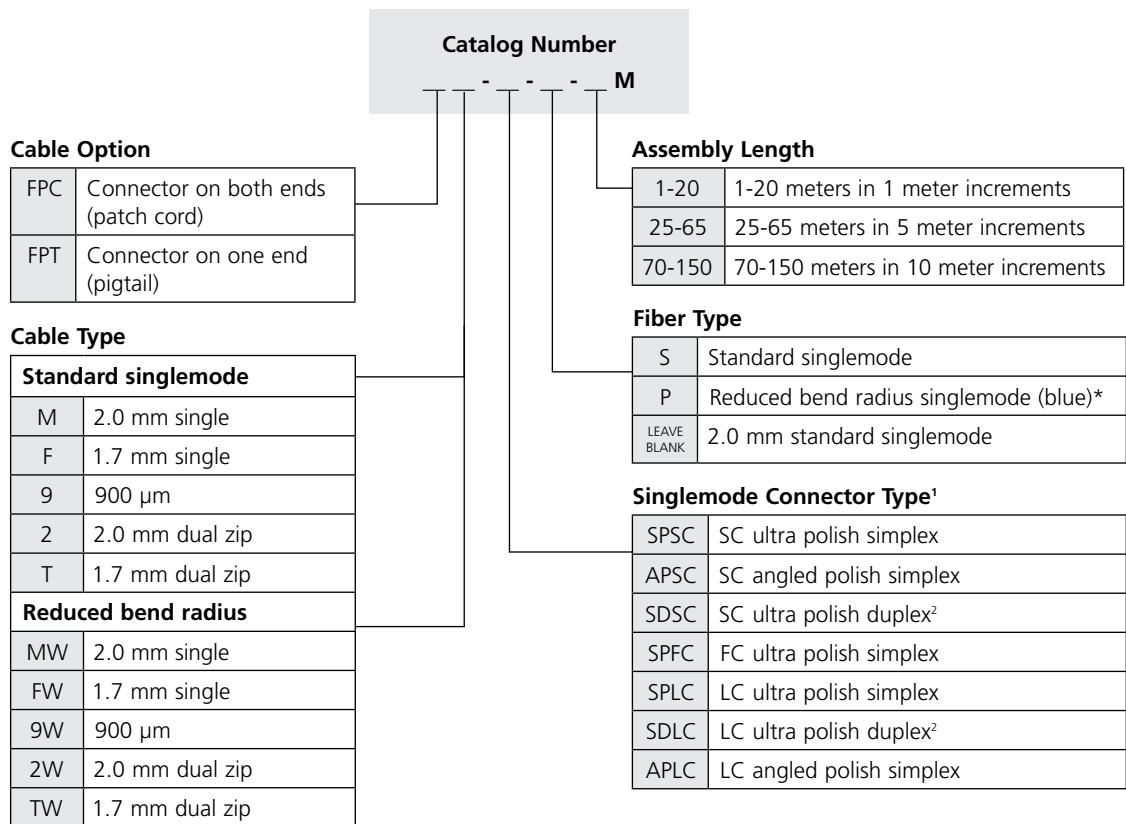 Catalog Number
__ __ - __ - __ - __ M
Cable Option
FPC Connector on both ends
(patch cord)
FPT Connector on one end
(pigtail)
Cable Type
Standard singlemode
M 2.0 mm single
F 1.7 mm single
9 900 µm
2 2.0 mm dual zip
T 1.7 mm dual zip
Reduced bend radius
MW 2.0 mm single
FW 1.7 mm single
9W 900 µm
2W 2.0 mm dual zip
TW 1.7 mm dual zip
Assembly Length
1-20 1-20 meters in 1 meter increments
25-65 25-65 meters in 5 meter increments
70-150 70-150 meters in 10 meter increments
Fiber Type
S Standard singlemode
P Reduced bend radius singlemode (blue)*
LEAVE
BLANK 2.0 mm standard singlemode
Singlemode Connector Type¹
SPSC SC ultra polish simplex
APSC SC angled polish simplex
SDSC SC ultra polish duplex²
SPFC FC ultra polish simplex
SPLC LC ultra polish simplex
SDLC LC ultra polish duplex²
APLC LC angled polish simplex